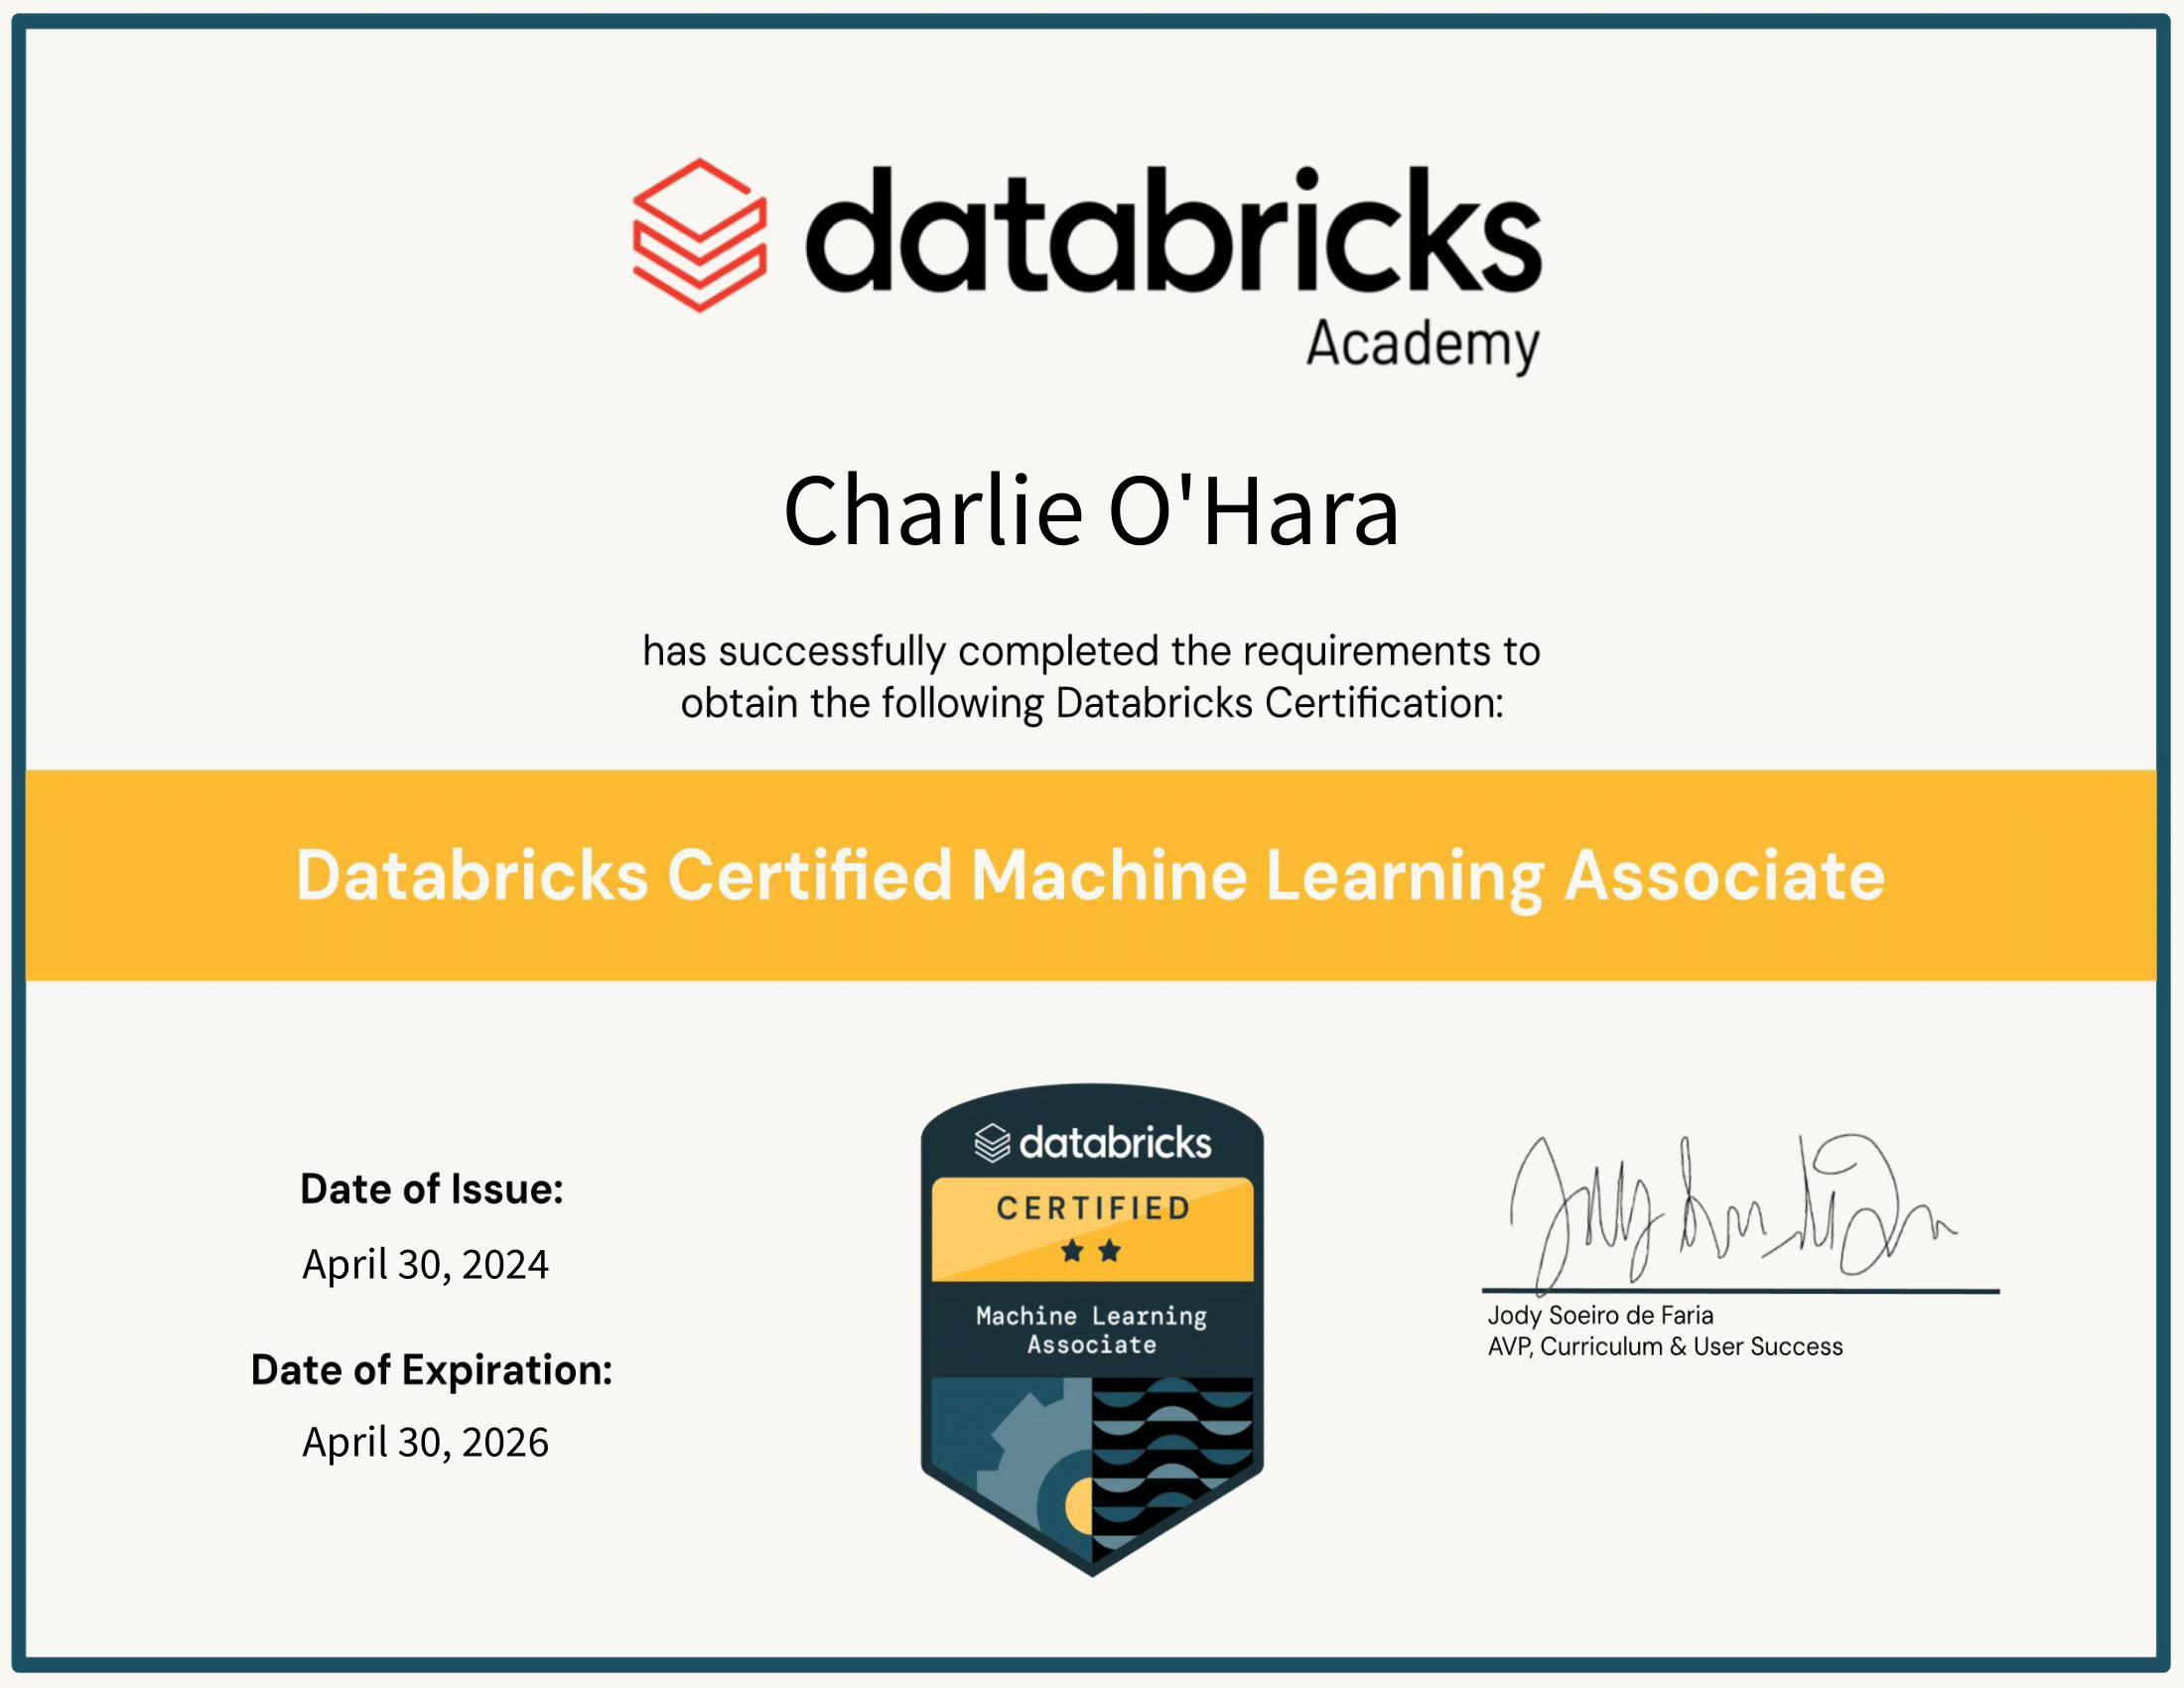 databricks
Academy
Charlie O'Hara
has successfully completed the requirements to
obtain the following Databricks Certification:
Databricks Certified Machine Learning Associate
Date of Issue:
April 30, 2024
Date of Expiration:
April 30, 2026
databricks
CERTIFIED
Machine Learning
Associate
Jody Soeiro de Faria
AVP, Curriculum & User Success